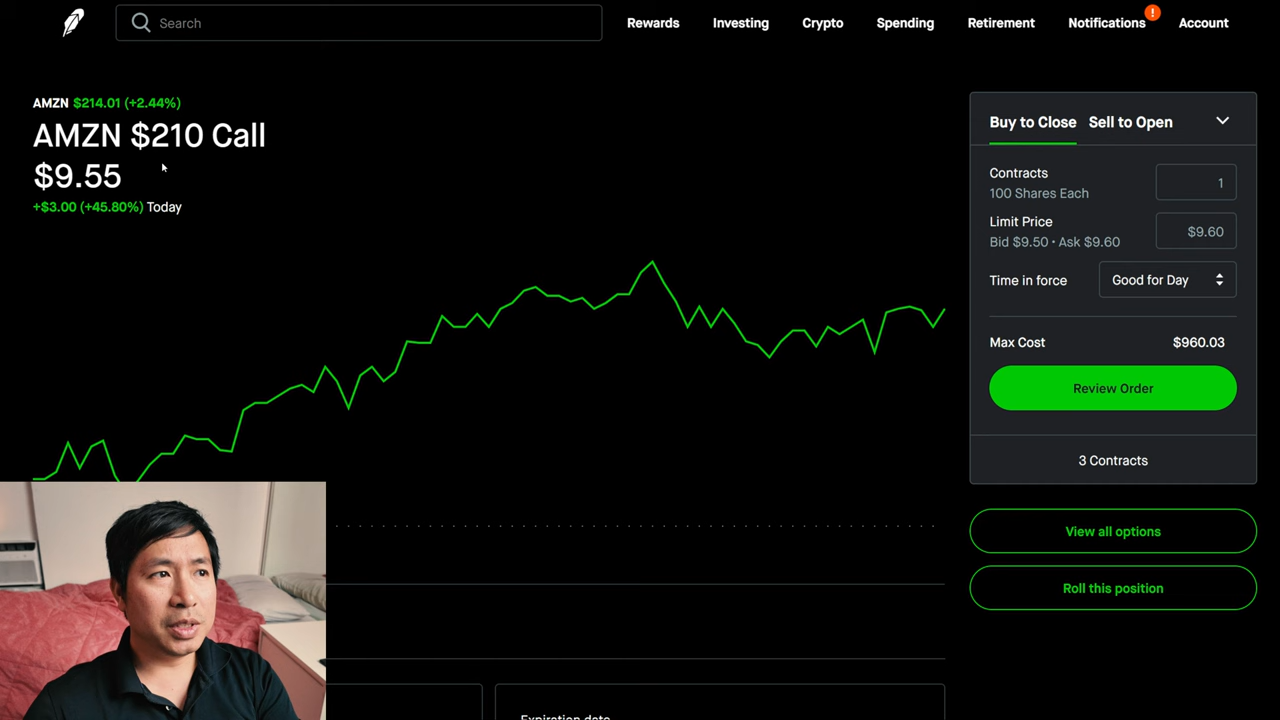 Search
Rewards
Investing
Crypto
Spending
Retirement
Notifications
!
Account
AMZN $214.01 (+2.44%)
AMZN $210 Call
$9.55
+$3.00 (+45.80%) Today
Buy to Close
Sell to Open
Contracts
100 Shares Each
1
Limit Price
Bid $9.50 • Ask $9.60
$9.60
Time in force
Good for Day
Max Cost
$960.03
Review Order
3 Contracts
View all options
Roll this position
Expiration date